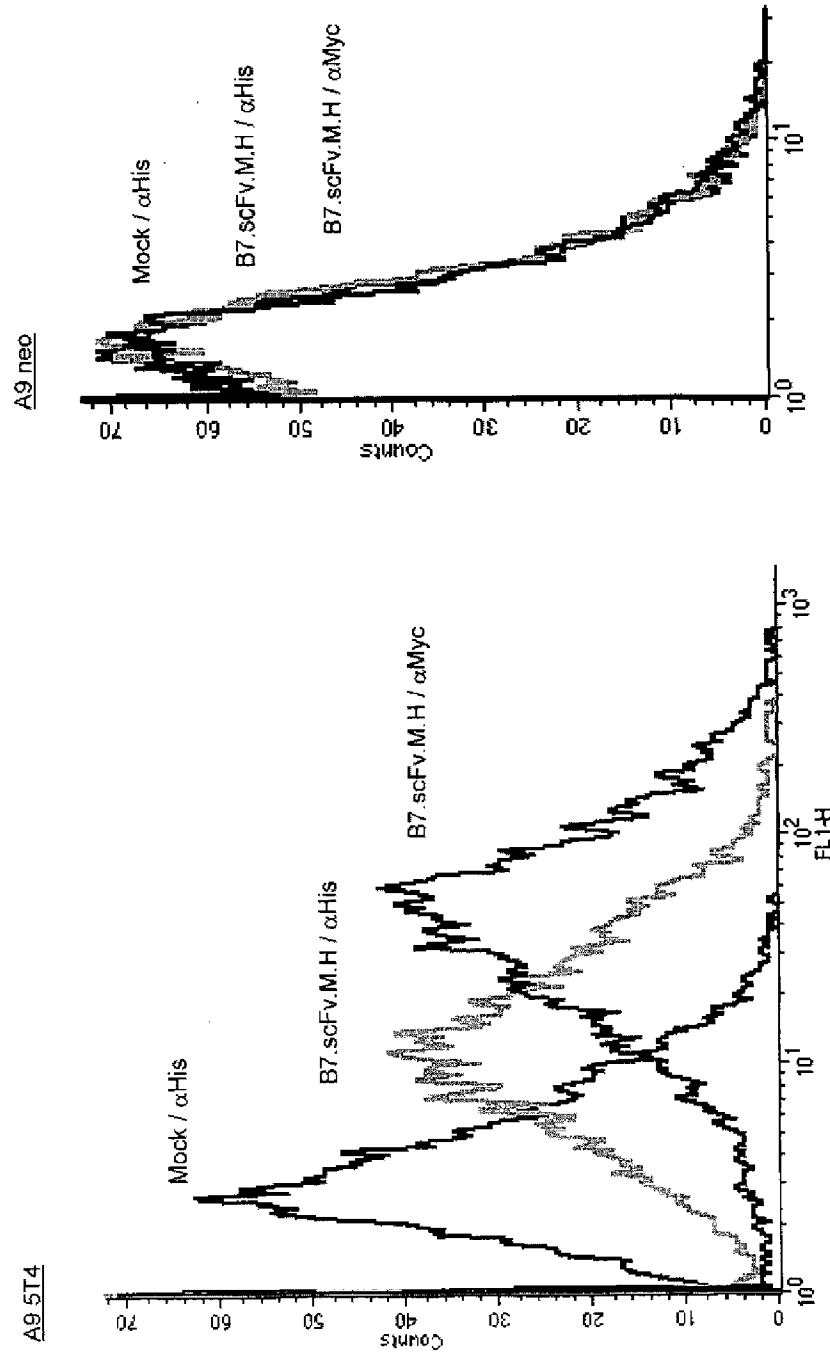 A9 5T4
Mock / αHis
B7.scFv.M.H / αHis
B7.scFv.M.H / αMyc
Counts
70
60
50
40
30
20
10
0
10⁰
10¹
10²
10³
FL1-H
A9 neo
Mock / αHis
B7.scFv.M.H / αHis
B7.scFv.M.H / αMyc
Counts
70
60
50
40
30
20
10
0
10⁰
10¹